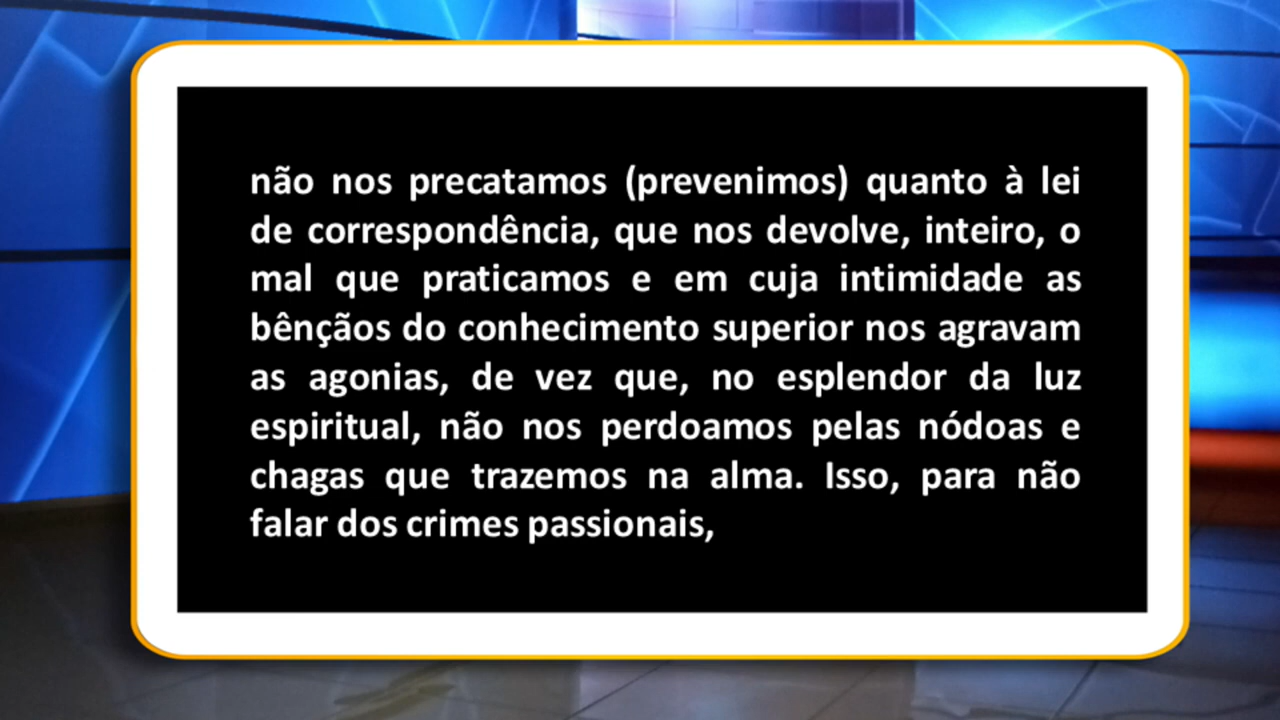 não nos precatamos (prevenimos) quanto à lei
de correspondência, que nos devolve, inteiro, o
mal que praticamos e em cuja intimidade as
bênçãos do conhecimento superior nos agravam
as agonias, de vez que, no esplendor da luz
espiritual, não nos perdoamos pelas nódoas e
chagas que trazemos na alma. Isso, para não
falar dos crimes passionais,